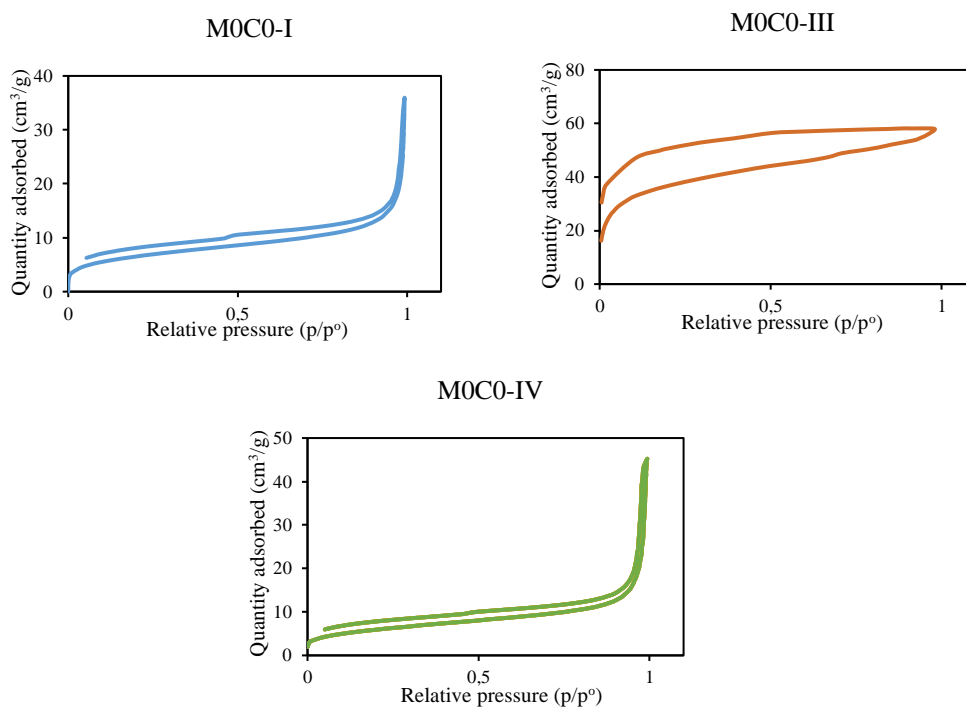 M0C0-I
Quantity adsorbed (cm³/g)
40
30
20
10
0
0
0,5
1
Relative pressure (p/pᵒ)
M0C0-III
Quantity adsorbed (cm³/g)
80
60
40
20
0
0
0,5
1
Relative pressure (p/pᵒ)
M0C0-IV
Quantity adsorbed (cm³/g)
50
40
30
20
10
0
0
0,5
1
Relative pressure (p/pᵒ)